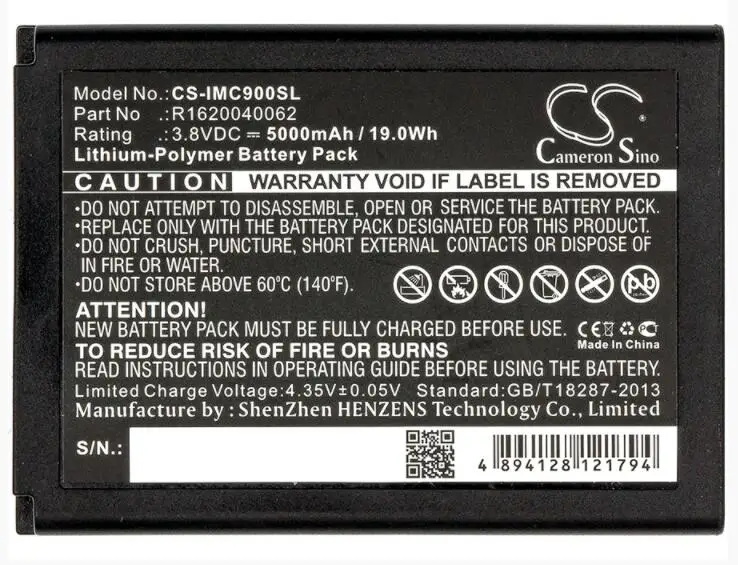 Model No.: CS-IMC900SL
Part No : R1620040062
Rating : 3.8VDC ⎓ 5000mAh / 19.0Wh
Lithium-Polymer Battery Pack
CS
Cameron Sino
CAUTION WARRANTY VOID IF LABEL IS REMOVED
•DO NOT ATTEMPT TO DISASSEMBLE, OPEN OR SERVICE THE BATTERY PACK.
•REPLACE ONLY WITH THE BATTERY PACK DESIGNATED FOR THIS PRODUCT.
•DO NOT CRUSH, PUNCTURE, SHORT EXTERNAL CONTACTS OR DISPOSE OF
IN FIRE OR WATER.
•DO NOT STORE ABOVE 60°C (140°F).
Pb
ATTENTION!
NEW BATTERY PACK MUST BE FULLY CHARGED BEFORE USE.
CE
Made in China
TO REDUCE RISK OF FIRE OR BURNS
READ INSTRUCTIONS IN OPERATING GUIDE BEFORE INSTALLATION.
Limited Charge Voltage: 4.35V±0.05V Standard:GB/T18287-2013
Manufacture by : ShenZhen HENZENS Technology Co., Limited
S/N.:
4 894128 121794